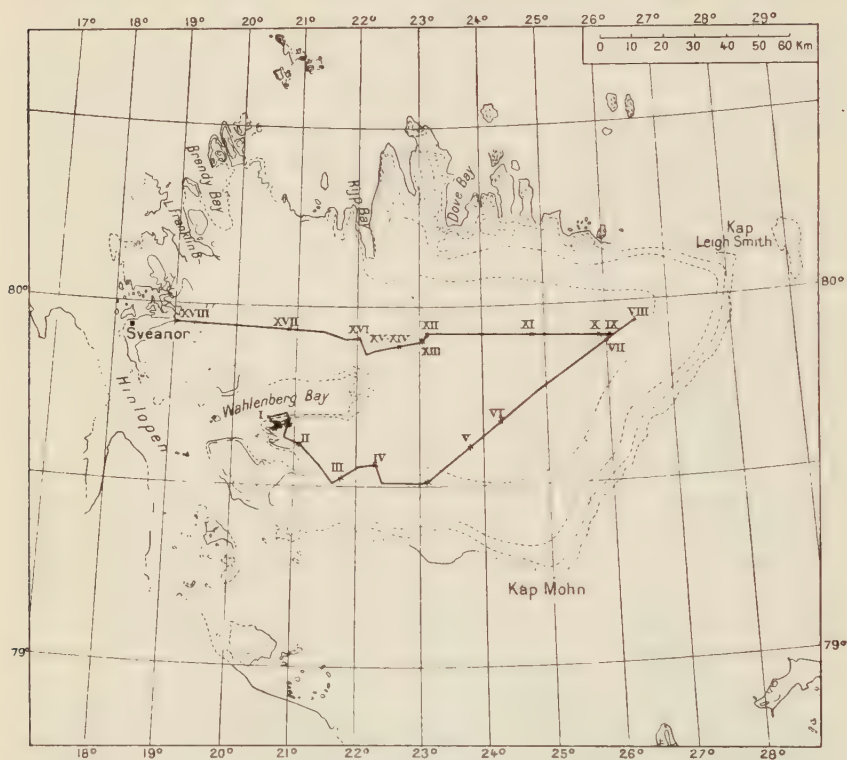 17° 18° 19° 20° 21° 22° 23° 24° 25° 26° 27° 28° 29°
0 10 20 30 40 50 60 Km
Brandy Bay
Rijp Bay
Dove Bay
L. Franklin B.
Kap
Leigh Smith
80° 80°
XVIII XVII XVI XV XIV XII XI X IX VIII
XIII VII
Sveanor
Hinlopen
Wahlenberg Bay
I II III IV V VI
Kap Mohn
79° 79°
18° 19° 20° 21° 22° 23° 24° 25° 26° 27° 28°